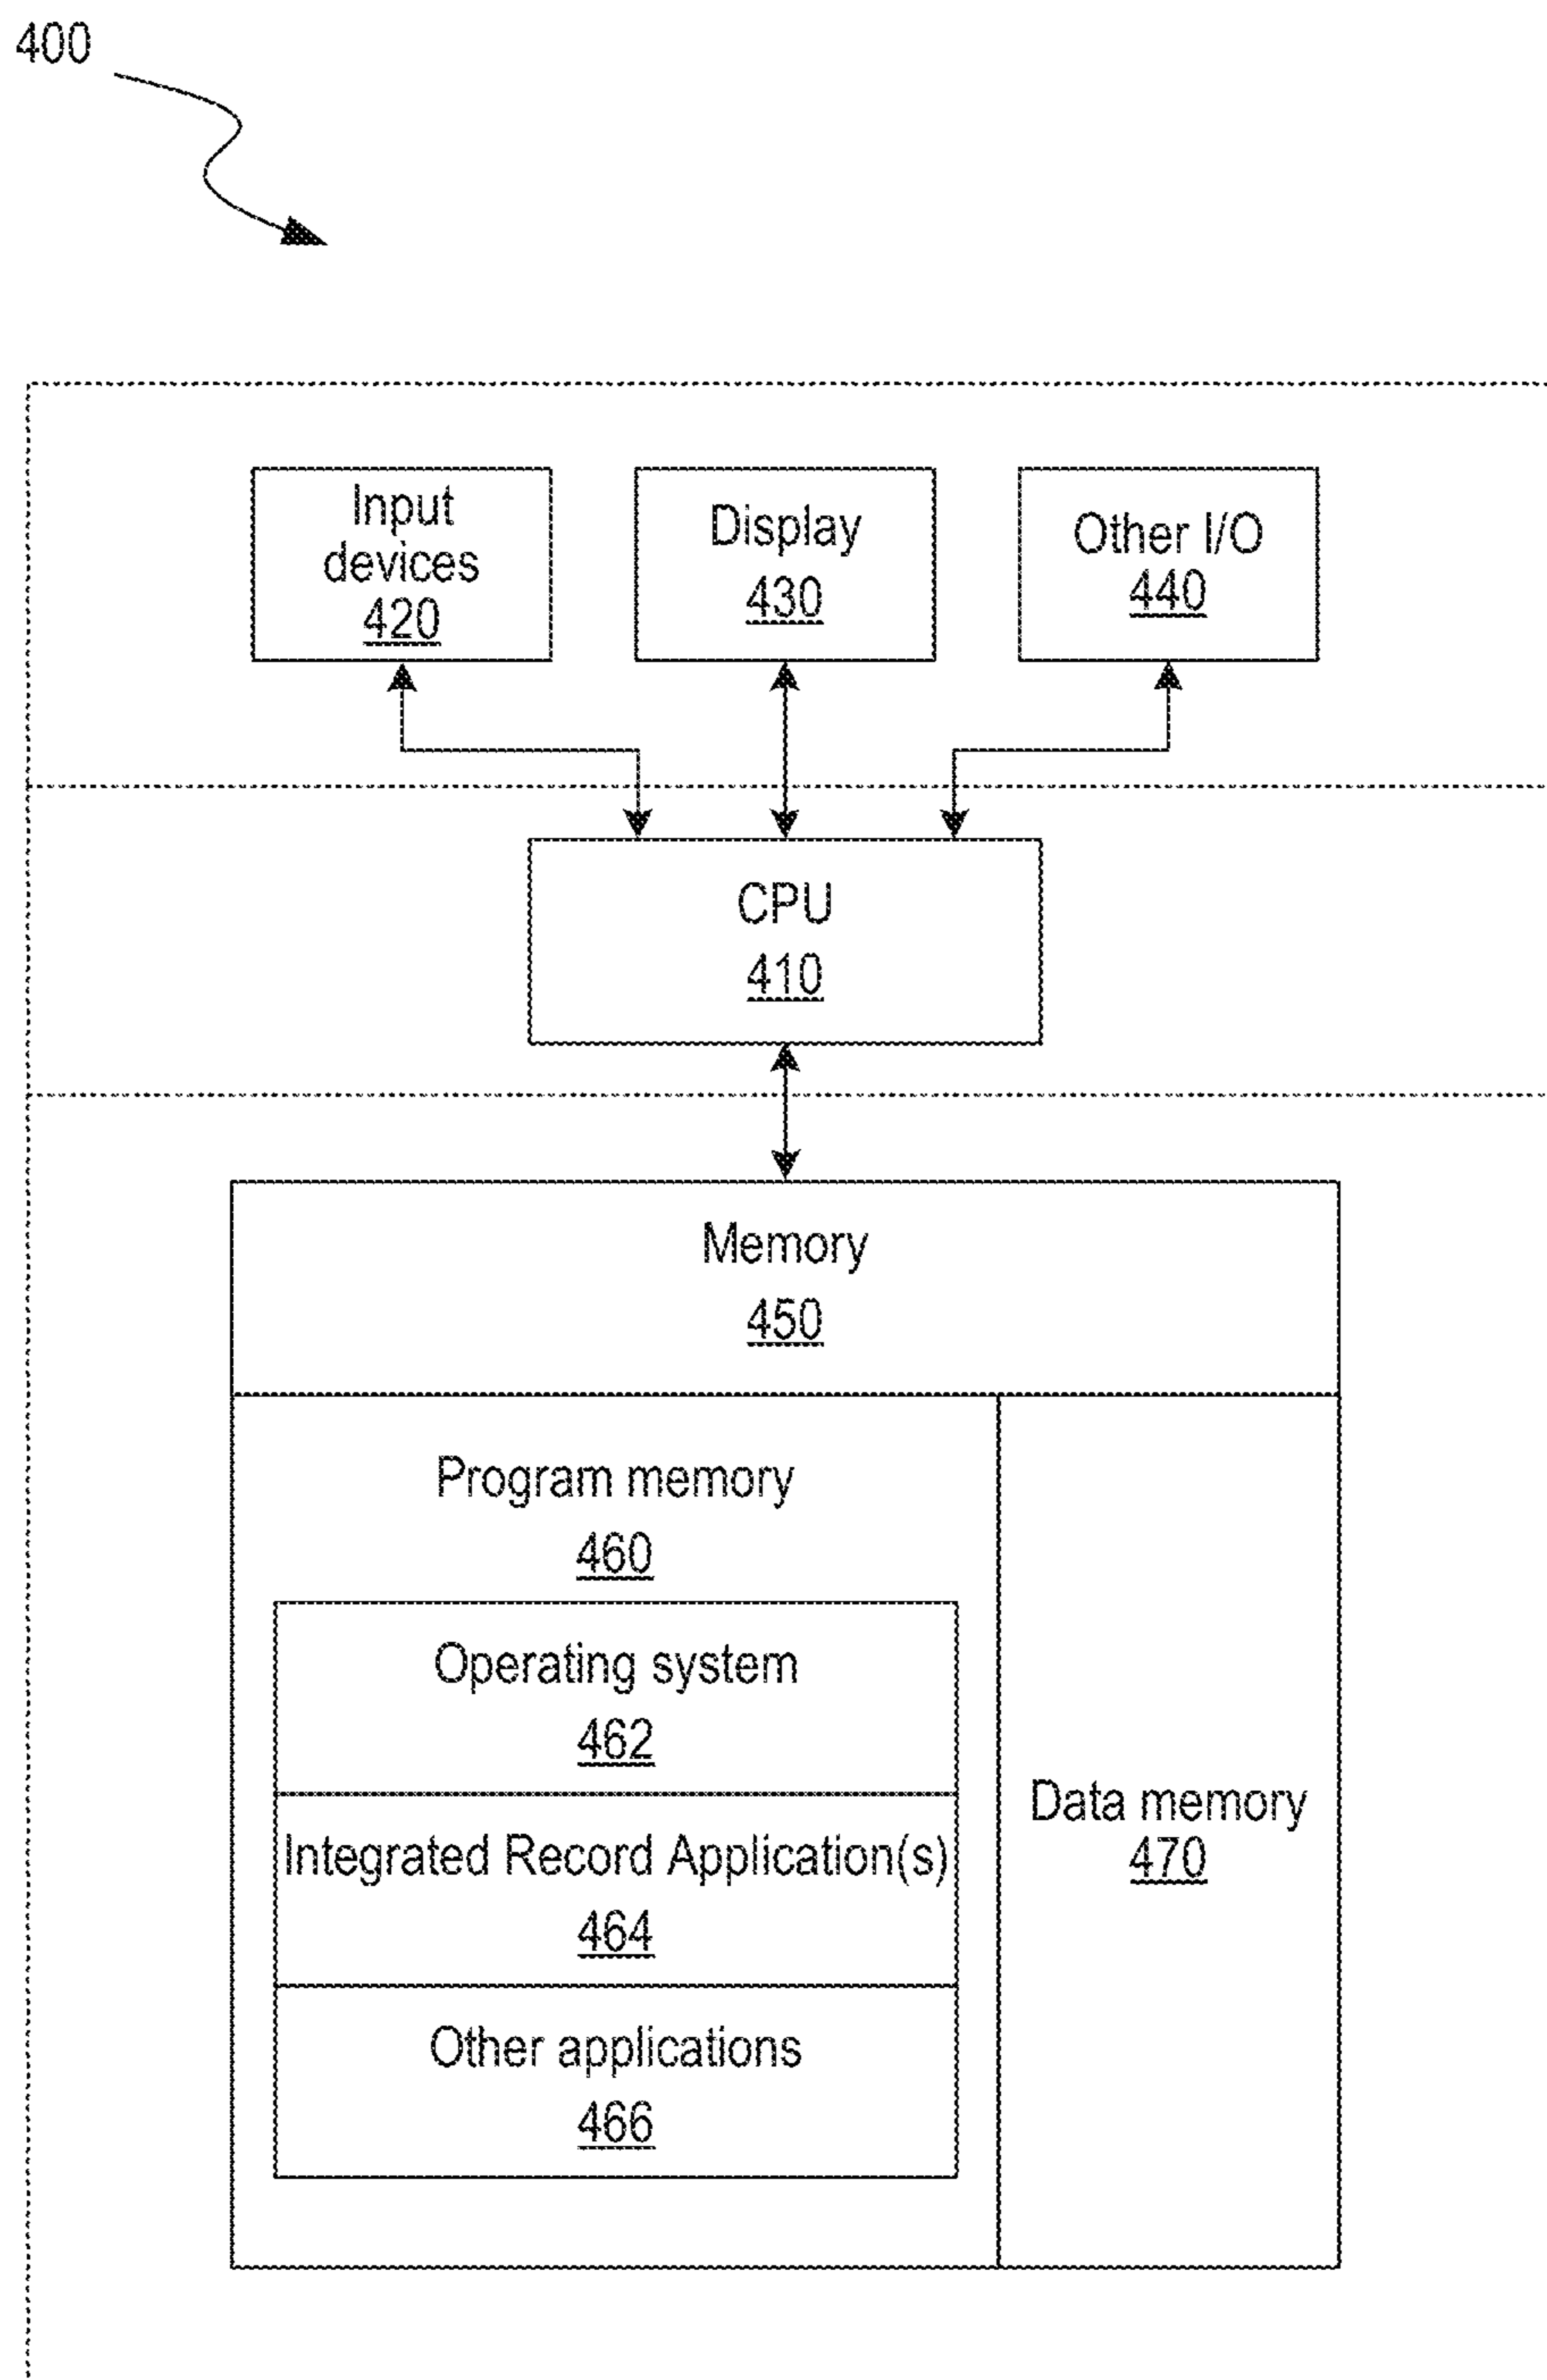 400
Input
devices
420
Display
430
Other I/O
440
CPU
410
Memory
450
Program memory
460
Operating system
462
Integrated Record Application(s)
464
Other applications
466
Data memory
470